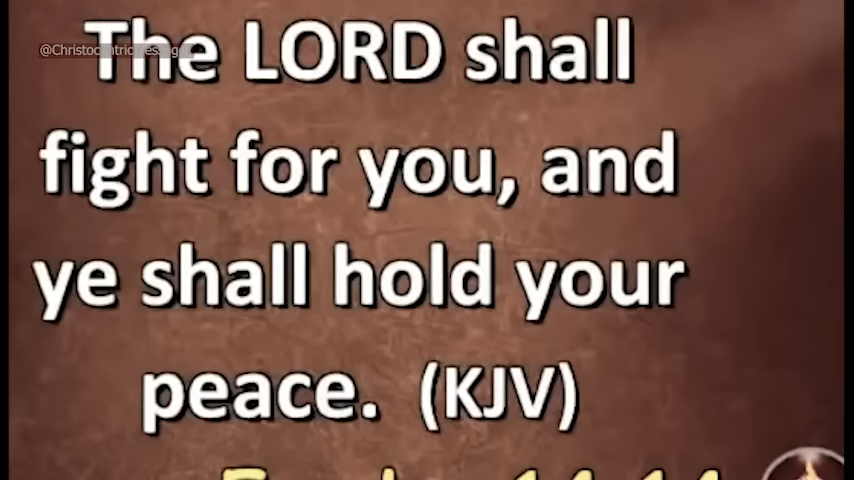 The LORD shall
fight for you, and
ye shall hold your
peace. (KJV)